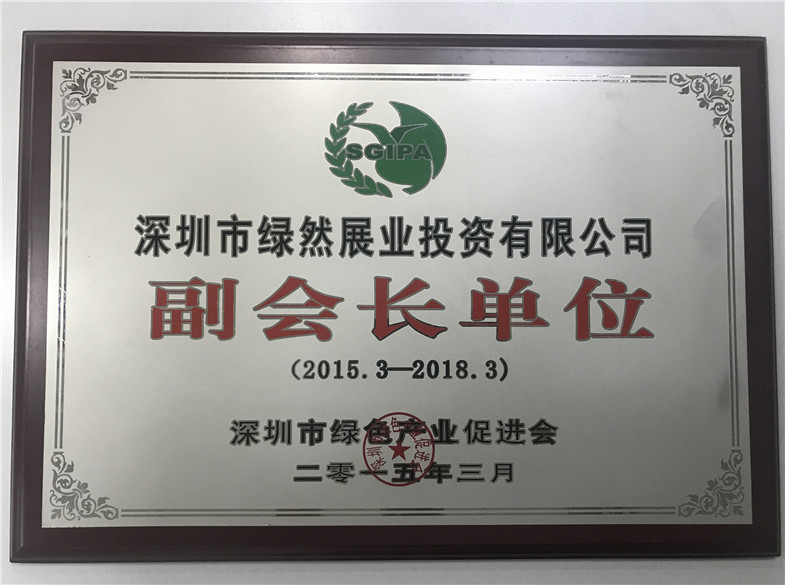 SGIPA
深圳市绿然展业投资有限公司
副会长单位
(2015.3—2018.3)
深圳市绿色产业促进会
二零一五年三月